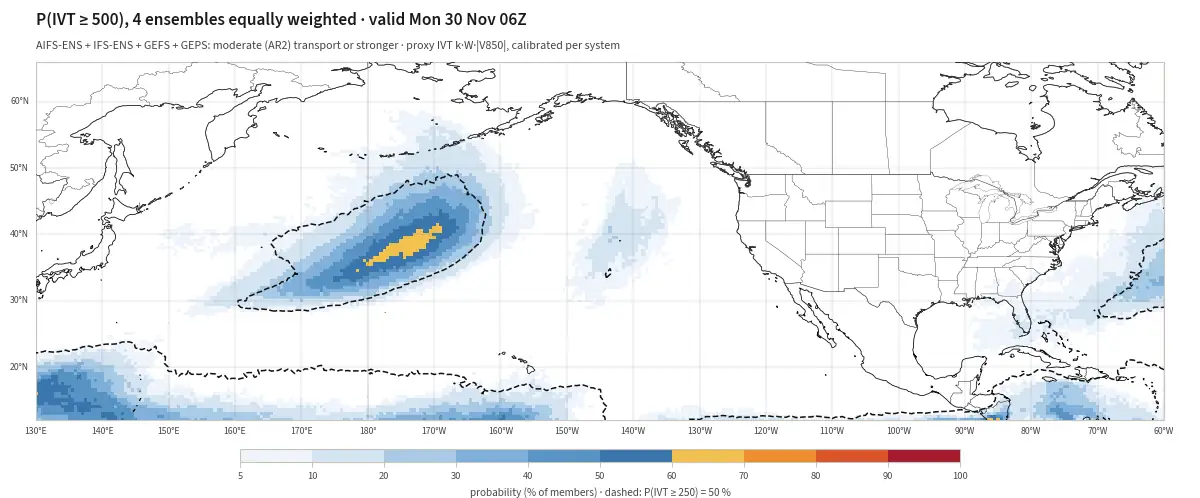 P(IVT ≥ 500), 4 ensembles equally weighted · valid Mon 30 Nov 06Z
AIFS-ENS + IFS-ENS + GEFS + GEPS: moderate (AR2) transport or stronger · proxy IVT k·W·|V850|, calibrated per system
60°N
50°N
40°N
30°N
20°N
130°E 140°E 150°E 160°E 180° 170°W 160°W 150°W 140°W 130°W 120°W 110°W 100°W 90°W 80°W 70°W 60°W
5 10 20 30 40 50 60 70 80 90 100
probability (% of members) · dashed: P(IVT ≥ 250) = 50 %